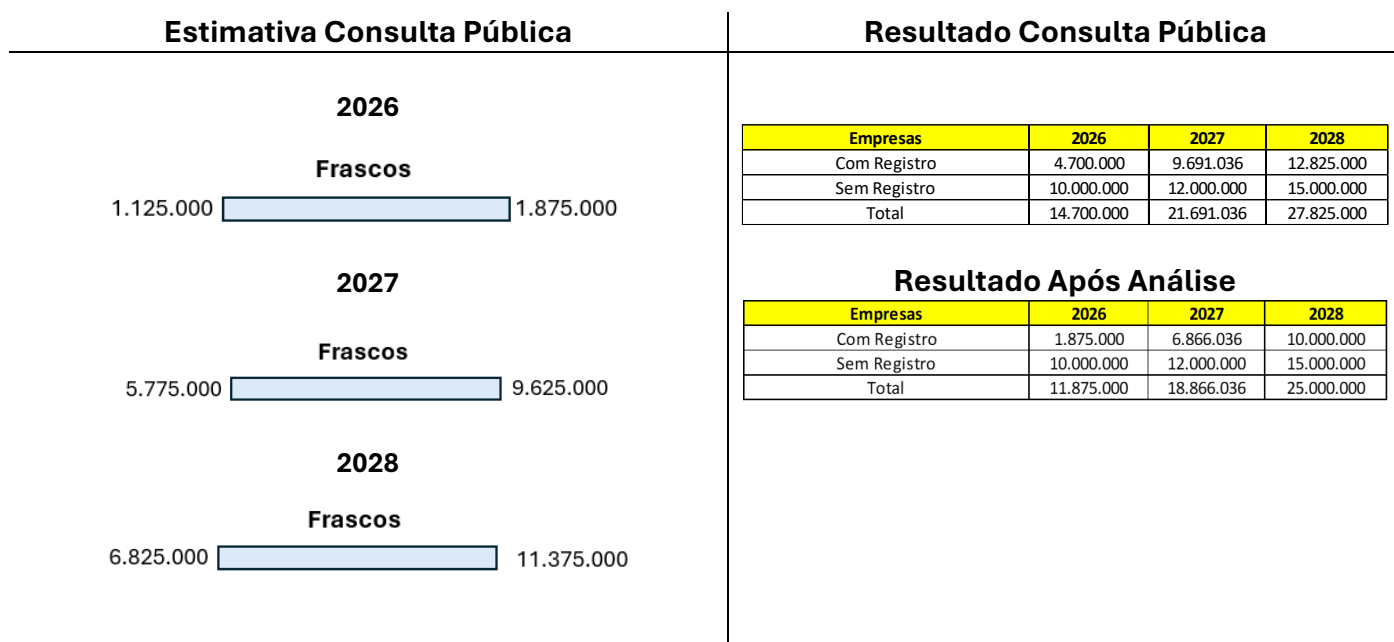 Estimativa Consulta Pública
2026
Frascos
1.125.000 1.875.000
2027
Frascos
5.775.000 9.625.000
2028
Frascos
6.825.000 11.375.000
Resultado Consulta Pública
Empresas 2026 2027 2028
Com Registro 4.700.000 9.691.036 12.825.000
Sem Registro 10.000.000 12.000.000 15.000.000
Total 14.700.000 21.691.036 27.825.000
Resultado Após Análise
Empresas 2026 2027 2028
Com Registro 1.875.000 6.866.036 10.000.000
Sem Registro 10.000.000 12.000.000 15.000.000
Total 11.875.000 18.866.036 25.000.000